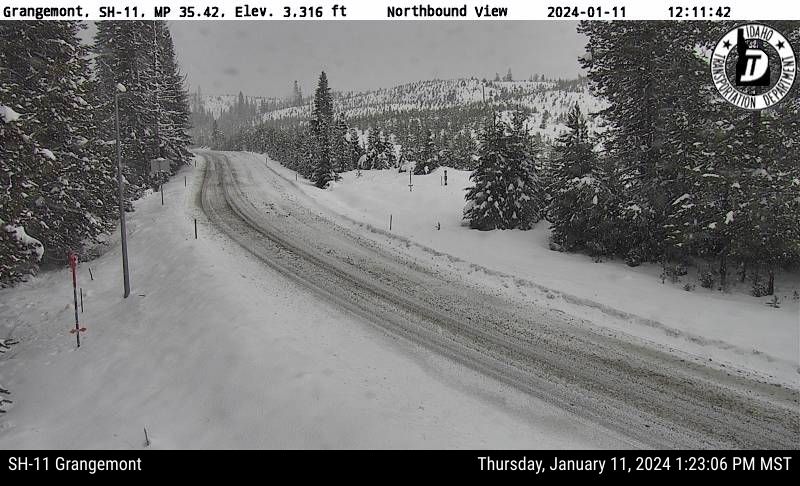 Grangemont, SH-11, MP 35.42, Elev. 3,316 ft Northbound View 2024-01-11 12:11:42
IDAHO
TRANSPORTATION DEPARTMENT
SH-11 Grangemont Thursday, January 11, 2024 1:23:06 PM MST